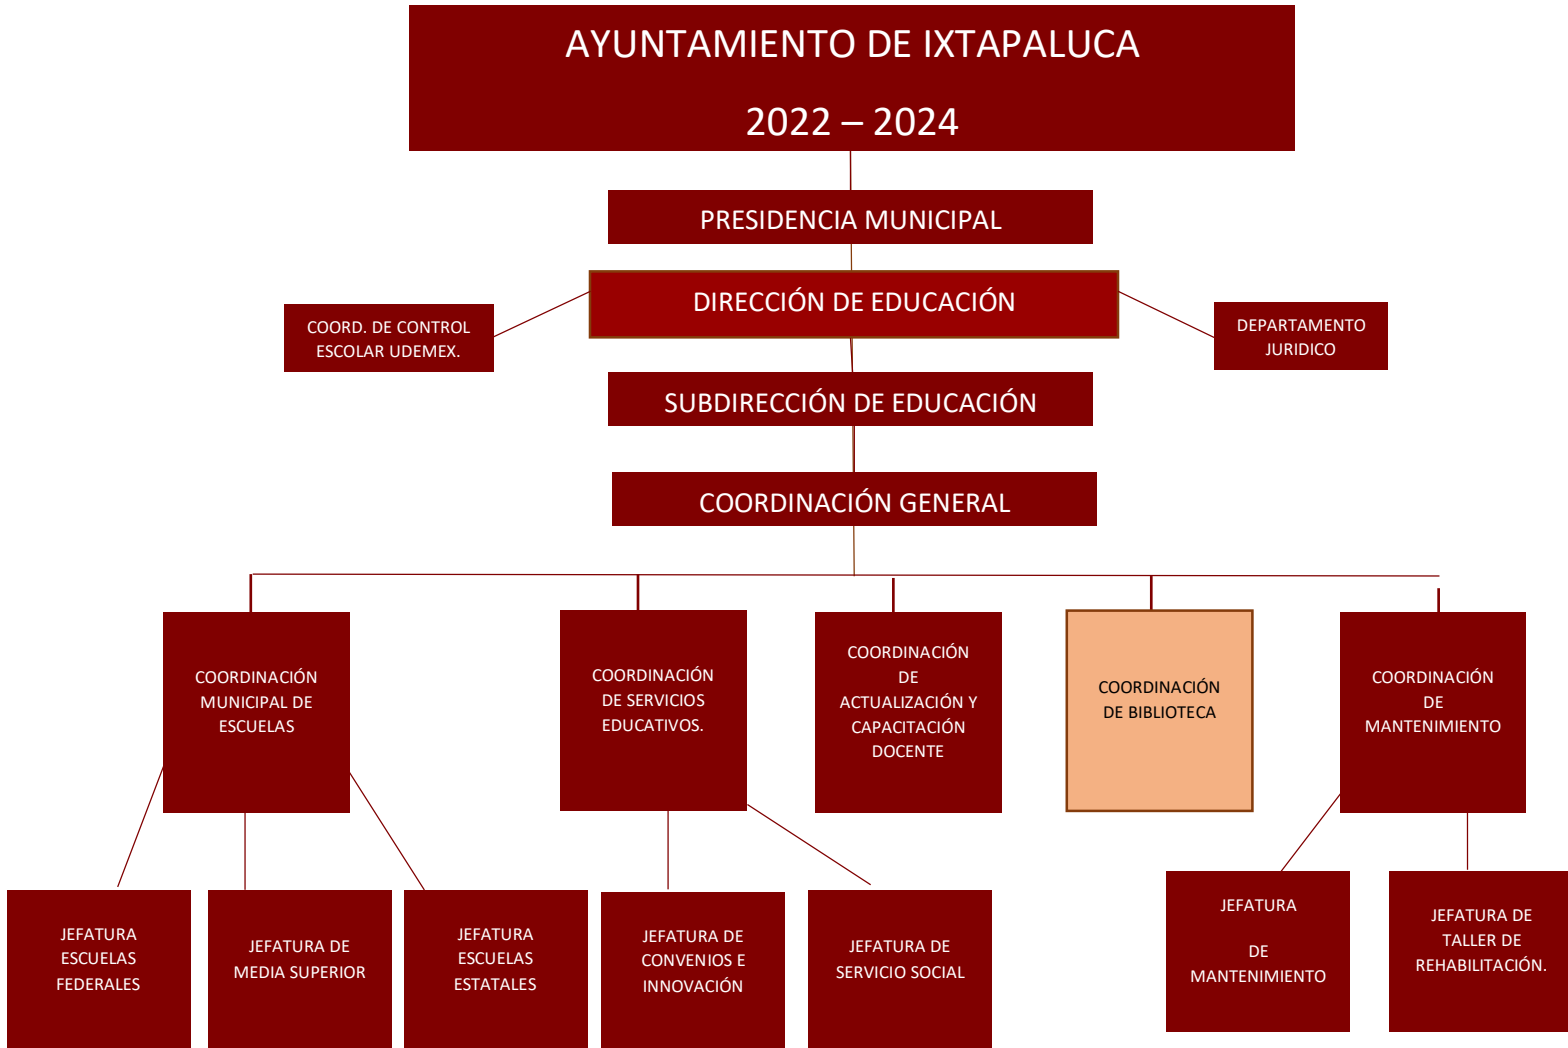 AYUNTAMIENTO DE IXTAPALUCA
2022 – 2024
PRESIDENCIA MUNICIPAL
DIRECCIÓN DE EDUCACIÓN
COORD. DE CONTROL
ESCOLAR UDEMEX.
DEPARTAMENTO
JURIDICO
SUBDIRECCIÓN DE EDUCACIÓN
COORDINACIÓN GENERAL
COORDINACIÓN
MUNICIPAL DE
ESCUELAS
COORDINACIÓN
DE SERVICIOS
EDUCATIVOS.
COORDINACIÓN
DE
ACTUALIZACIÓN Y
CAPACITACIÓN
DOCENTE
COORDINACIÓN
DE BIBLIOTECA
COORDINACIÓN
DE
MANTENIMIENTO
JEFATURA
ESCUELAS
FEDERALES
JEFATURA DE
MEDIA SUPERIOR
JEFATURA
ESCUELAS
ESTATALES
JEFATURA DE
CONVENIOS E
INNOVACIÓN
JEFATURA DE
SERVICIO SOCIAL
JEFATURA
DE
MANTENIMIENTO
JEFATURA DE
TALLER DE
REHABILITACIÓN.